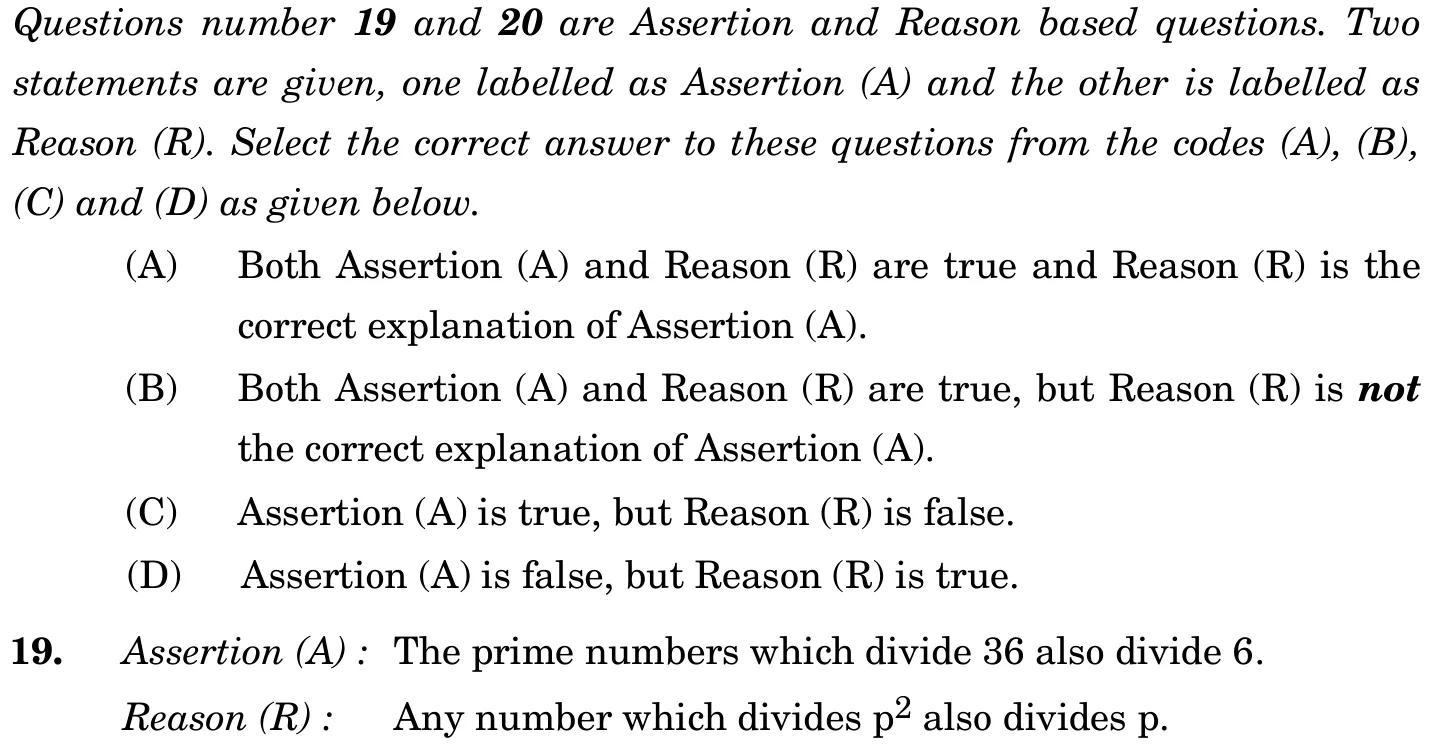 Questions number 19 and 20 are Assertion and Reason based questions. Two
statements are given, one labelled as Assertion (A) and the other is labelled as
Reason (R). Select the correct answer to these questions from the codes (A), (B),
(C) and (D) as given below.
(A) Both Assertion (A) and Reason (R) are true and Reason (R) is the
correct explanation of Assertion (A).
(B) Both Assertion (A) and Reason (R) are true, but Reason (R) is not
the correct explanation of Assertion (A).
(C) Assertion (A) is true, but Reason (R) is false.
(D) Assertion (A) is false, but Reason (R) is true.
19. Assertion (A) : The prime numbers which divide 36 also divide 6.
Reason (R) : Any number which divides p² also divides p.